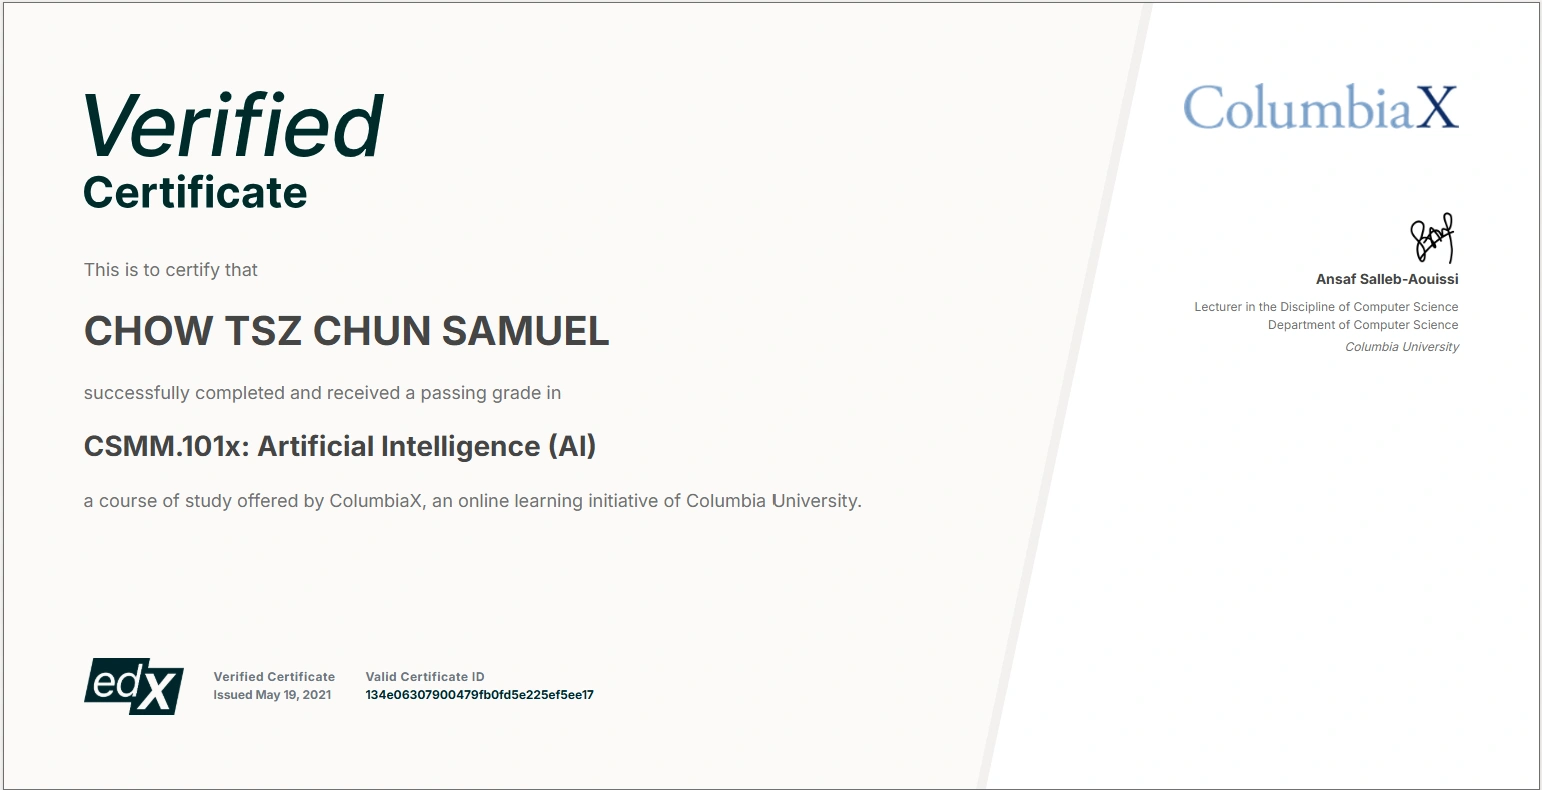 Verified
Certificate
This is to certify that
CHOW TSZ CHUN SAMUEL
successfully completed and received a passing grade in
CSMM.101x: Artificial Intelligence (AI)
a course of study offered by ColumbiaX, an online learning initiative of Columbia University.
edX
Verified Certificate
Issued May 19, 2021
Valid Certificate ID
134e06307900479fb0fd5e225ef5ee17
ColumbiaX
Ansaf Salleb-Aouissi
Lecturer in the Discipline of Computer Science
Department of Computer Science
Columbia University